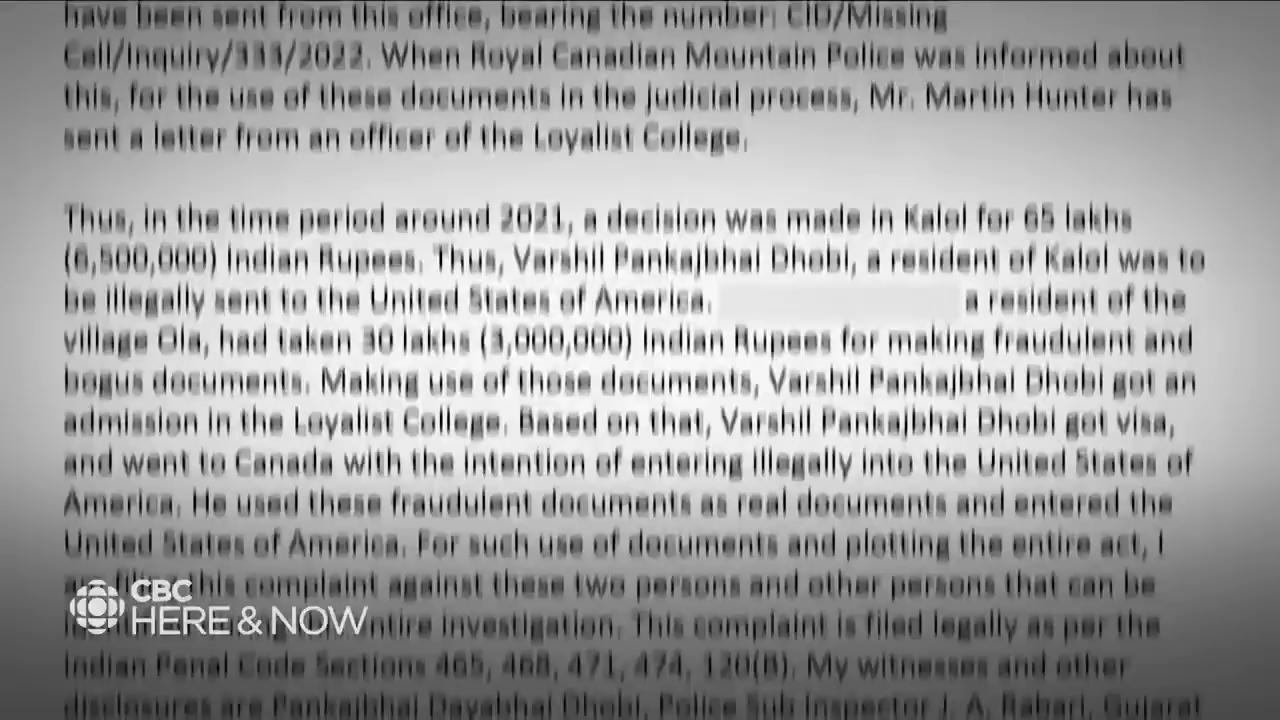 have been sent from this office, bearing the number: CID/Missing
Cell/Inquiry/333/2022. When Royal Canadian Mountain Police was informed about
this, for the use of these documents in the judicial process, Mr. Martin Hunter has
sent a letter from an officer of the Loyalist College.
Thus, in the time period around 2021, a decision was made in Kalol for 65 lakhs
(6,500,000) Indian Rupees. Thus, Varshil Pankajbhai Dhobi, a resident of Kalol was to
be illegally sent to the United States of America. a resident of the
village Ola, had taken 30 lakhs (3,000,000) Indian Rupees for making fraudulent and
bogus documents. Making use of those documents, Varshil Pankajbhai Dhobi got an
admission in the Loyalist College. Based on that, Varshil Pankajbhai Dhobi got visa,
and went to Canada with the intention of entering illegally into the United States of
America. He used these fraudulent documents as real documents and entered the
United States of America. For such use of documents and plotting the entire act, I
this complaint against these two persons and other persons that can be
entire investigation. This complaint is filed legally as per the
Indian Penal Code Sections 465, 468, 471, 474, 120(B). My witnesses and other
disclosures are Pankajbhai Dayabhai Dhobi, Police Sub Inspector J. A. Rabari, Gujarat
CBC
HERE & NOW